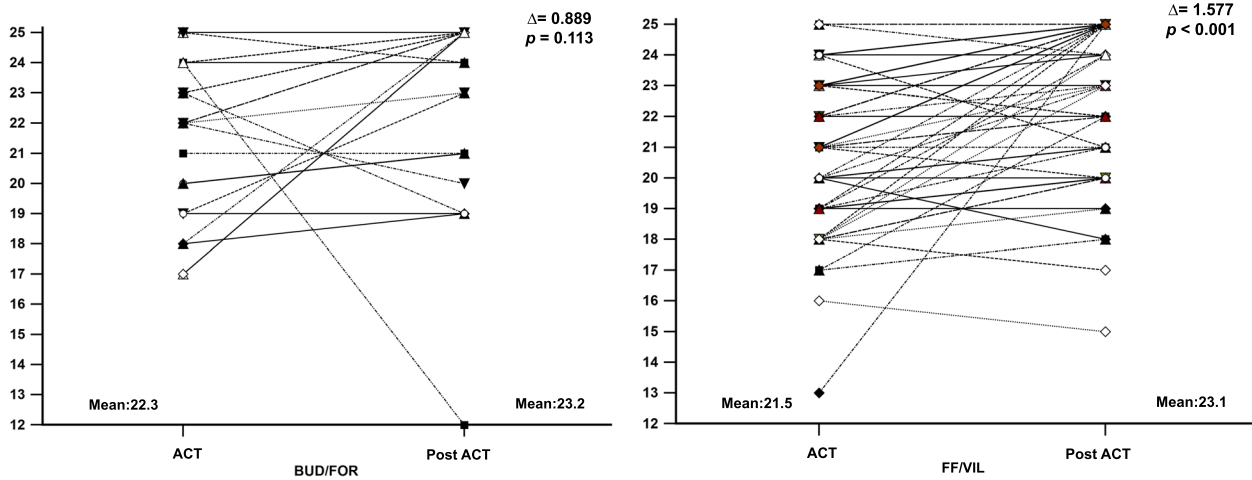 Δ= 0.889
p = 0.113
25
24
23
22
21
20
19
18
17
16
15
14
13
12
Mean:22.3
Mean:23.2
ACT
Post ACT
BUD/FOR
Δ= 1.577
p < 0.001
25
24
23
22
21
20
19
18
17
16
15
14
13
12
Mean:21.5
Mean:23.1
ACT
Post ACT
FF/VIL